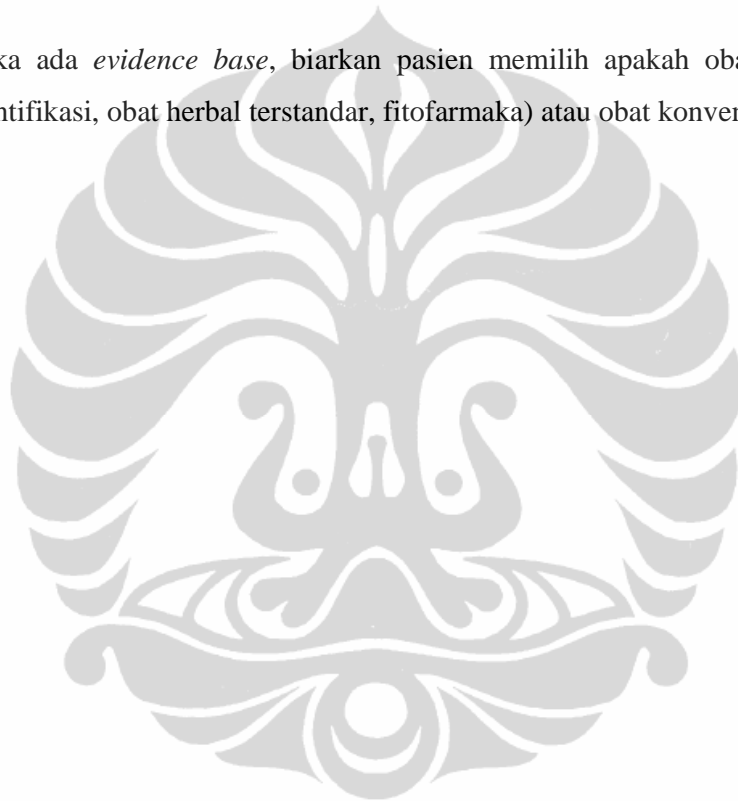 ka ada evidence base, biarkan pasien memilih apakah oba
ntifikasi, obat herbal terstandar, fitofarmaka) atau obat konven